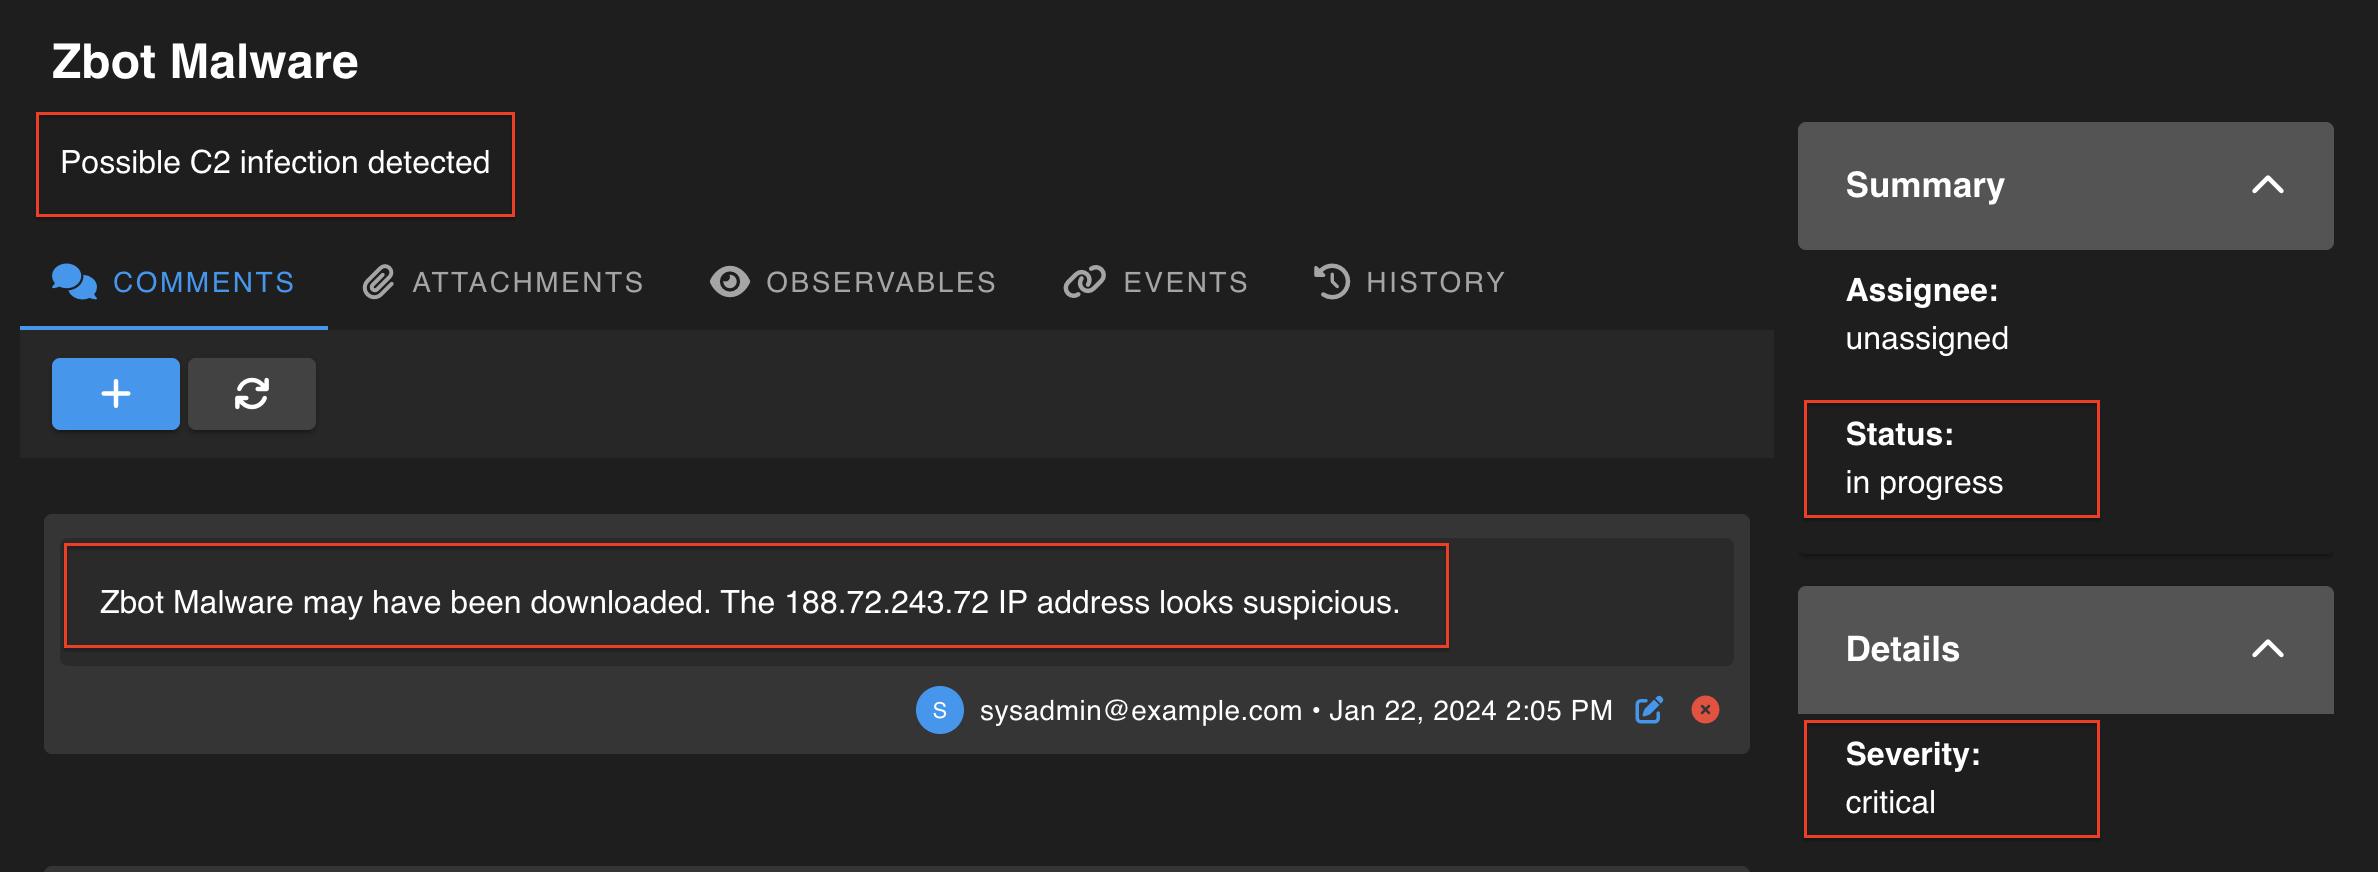 Zbot Malware
Possible C2 infection detected
COMMENTS
ATTACHMENTS
OBSERVABLES
EVENTS
HISTORY
Zbot Malware may have been downloaded. The 188.72.243.72 IP address looks suspicious.
S
sysadmin@example.com • Jan 22, 2024 2:05 PM
Summary
Assignee:
unassigned
Status:
in progress
Details
Severity:
critical